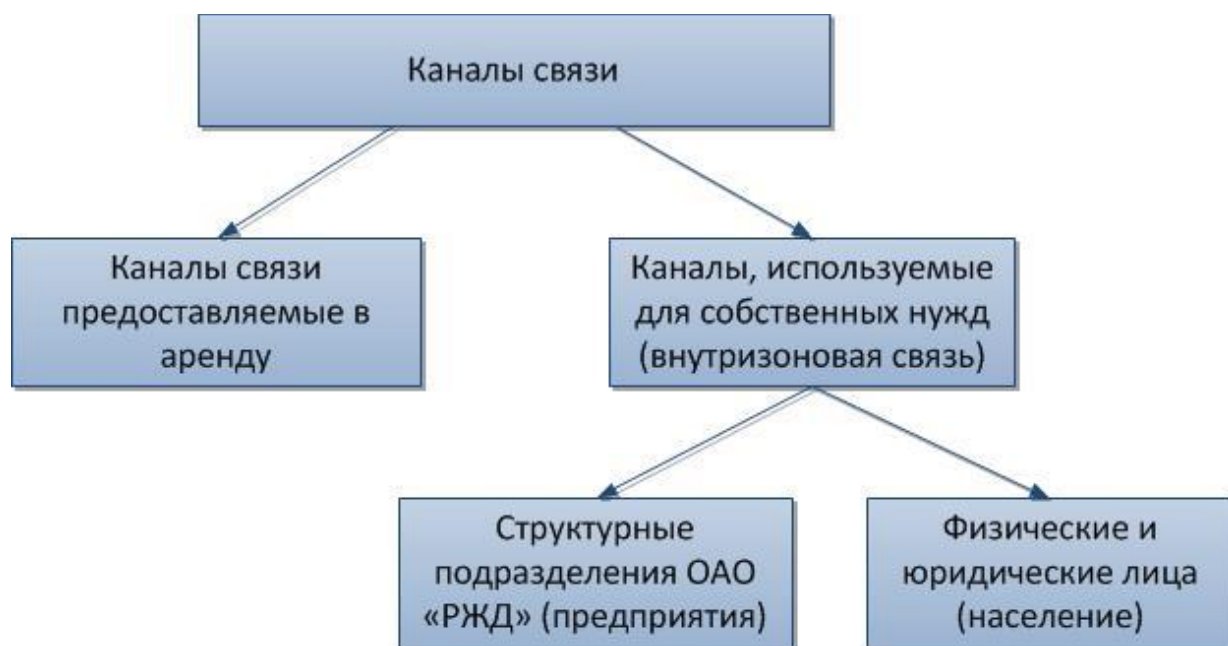 Каналы связи
Каналы связи
предоставляемые в
аренду
Каналы, используемые
для собственных нужд
(внутризоновая связь)
Структурные
подразделения ОАО
«РЖД» (предприятия)
Физические и
юридические лица
(население)